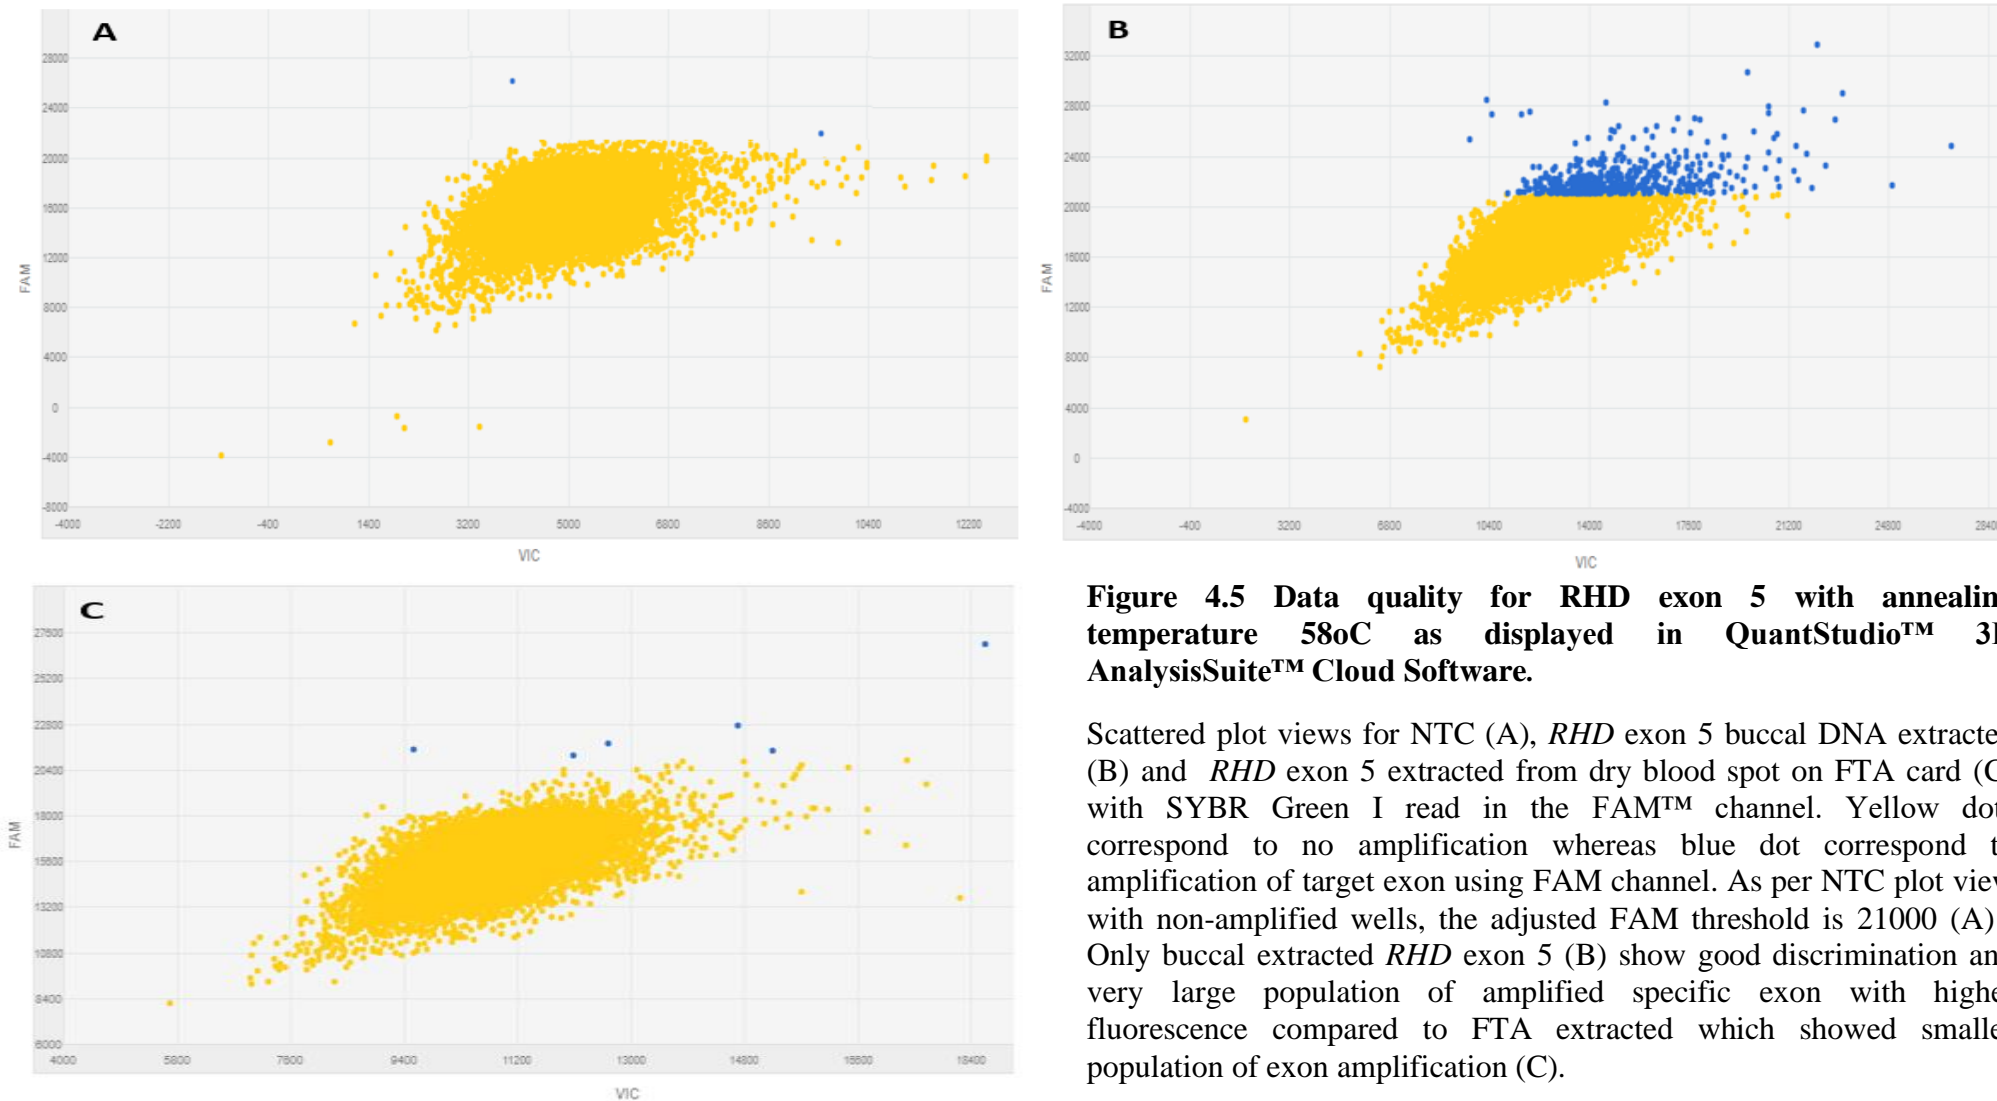 A
28000
24000
20000
16000
12000
8000
4000
0
-4000
-8000
FAM
-4000 -2200 -400 1400 3200 5000 6800 8600 10400 12200
VIC
B
32000
28000
24000
20000
16000
12000
8000
4000
0
-4000
FAM
-4000 -400 3200 6800 10400 14000 17600 21200 24800 2840
VIC
C
27600
25200
22800
20400
18000
15600
13200
10800
8400
6000
FAM
4000 5800 7600 9400 11200 13000 14800 16600 18400
VIC
Figure 4.5 Data quality for RHD exon 5 with annealin
temperature 58oC as displayed in QuantStudio™ 3
AnalysisSuite™ Cloud Software.
Scattered plot views for NTC (A), RHD exon 5 buccal DNA extracte
(B) and RHD exon 5 extracted from dry blood spot on FTA card (C
with SYBR Green I read in the FAM™ channel. Yellow dot
correspond to no amplification whereas blue dot correspond t
amplification of target exon using FAM channel. As per NTC plot view
with non-amplified wells, the adjusted FAM threshold is 21000 (A)
Only buccal extracted RHD exon 5 (B) show good discrimination an
very large population of amplified specific exon with highe
fluorescence compared to FTA extracted which showed smalle
population of exon amplification (C).